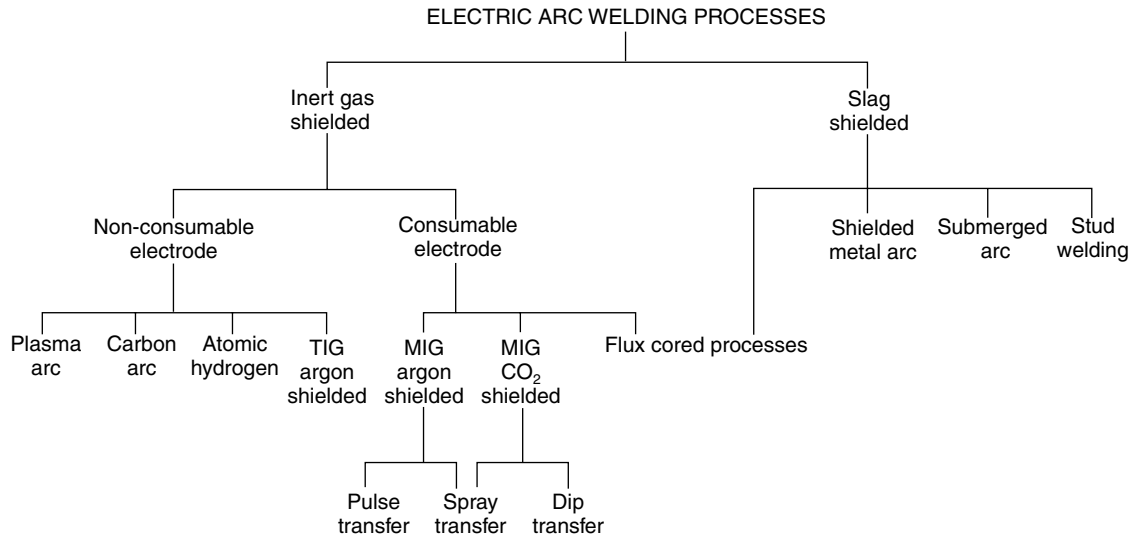 ELECTRIC ARC WELDING PROCESSES
Inert gas
shielded
Slag
shielded
Non-consumable
electrode
Consumable
electrode
Shielded
metal arc
Submerged
arc
Stud
welding
Plasma
arc
Carbon
arc
Atomic
hydrogen
TIG
argon
shielded
MIG
argon
shielded
MIG
CO₂
shielded
Flux cored processes
Pulse
transfer
Spray
transfer
Dip
transfer